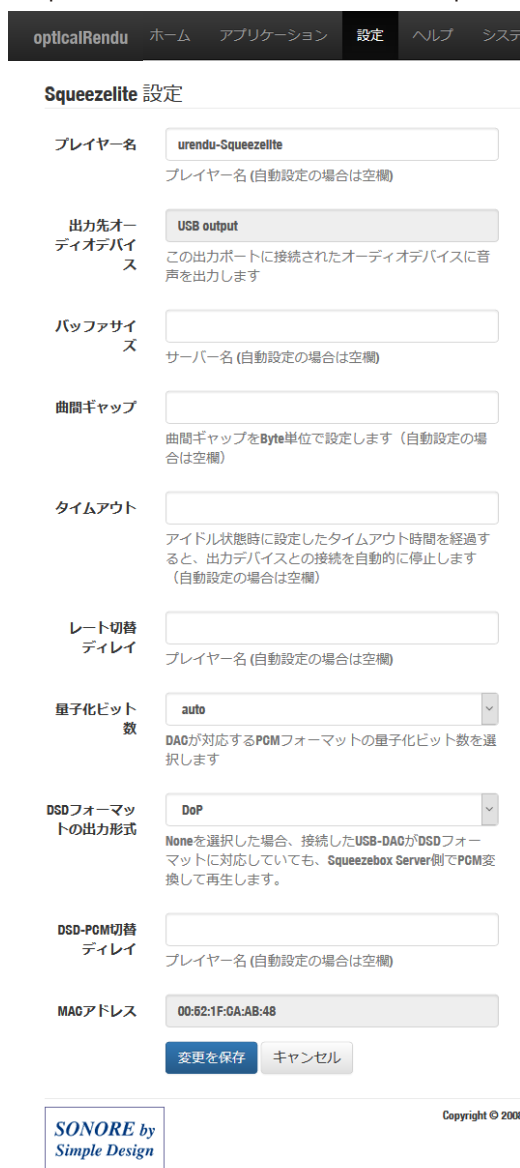 optIcalRendu ホーム アプリケーション 設定 ヘルプ システ
Squeezelite 設定
プレイヤー名
urendu-SqueezelIte
プレイヤー名 (自動設定の場合は空欄)
出力先オー
ディオデバイ
ス
USB output
この出力ポートに接続されたオーディオデバイスに音
声を出力します
バッファサイ
ズ
サーバー名 (自動設定の場合は空欄)
曲間ギャップ
曲間ギャップをByte単位で設定します（自動設定の場
合は空欄）
タイムアウト
アイドル状態時に設定したタイムアウト時間を経過す
ると、出力デバイスとの接続を自動的に停止します
（自動設定の場合は空欄）
レート切替
ディレイ
プレイヤー名 (自動設定の場合は空欄)
量子化ビット
数
auto
DACが対応するPCMフォーマットの量子化ビット数を選
択します
DSDフォーマッ
トの出力形式
DoP
Noneを選択した場合、接続したUSB-DACがDSDフォー
マットに対応していても、Squeezebox Server側でPCM変
換して再生します。
DSD-PCM切替
ディレイ
プレイヤー名 (自動設定の場合は空欄)
MACアドレス
00:52:1F:CA:AB:48
変更を保存 キャンセル
Copyright © 2008
SONORE by
Simple Design